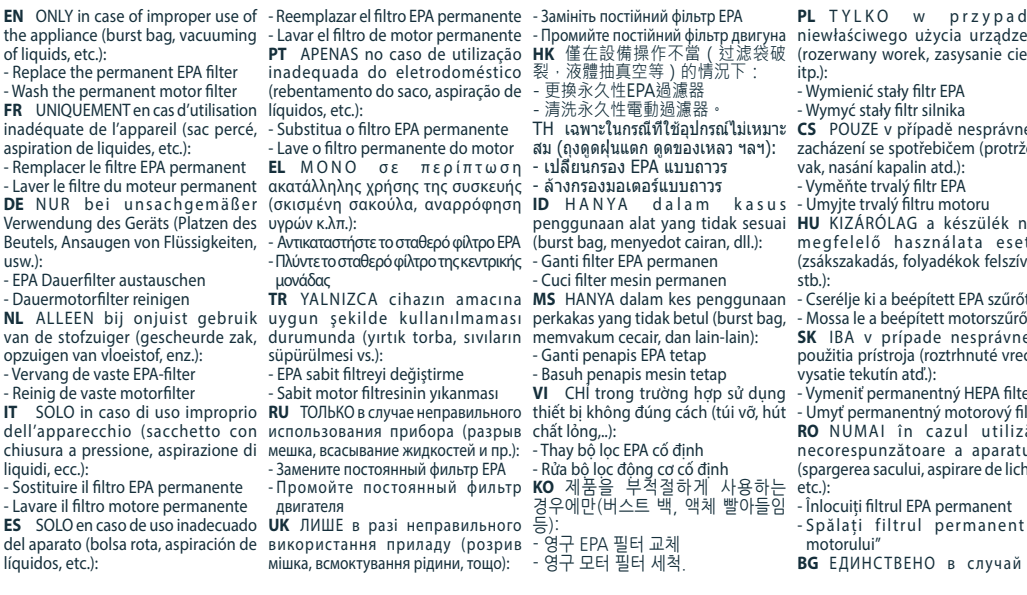 EN ONLY in case of improper use of
the appliance (burst bag, vacuuming
of liquids, etc.):
- Replace the permanent EPA filter
- Wash the permanent motor filter
FR UNIQUEMENT en cas d'utilisation
inadéquate de l'appareil (sac percé,
aspiration de liquides, etc.):
- Remplacer le filtre EPA permanent
- Laver le filtre du moteur permanent
DE NUR bei unsachgemäßer
Verwendung des Geräts (Platzen des
Beutels, Ansaugen von Flüssigkeiten,
usw.):
- EPA Dauerfilter austauschen
- Dauermotorfilter reinigen
NL ALLEEN bij onjuist gebruik
van de stofzuiger (gescheurde zak,
opzuigen van vloeistof, enz.):
- Vervang de vaste EPA-filter
- Reinig de vaste motorfilter
IT SOLO in caso di uso improprio
dell'apparecchio (sacchetto con
chiusura a pressione, aspirazione di
liquidi, ecc.):
- Sostituire il filtro EPA permanente
- Lavare il filtro motore permanente
ES SOLO en caso de uso inadecuado
del aparato (bolsa rota, aspiración de
líquidos, etc.):
- Reemplazar el filtro EPA permanente
- Lavar el filtro de motor permanente
PT APENAS no caso de utilização
inadequada do eletrodoméstico
(rebentamento do saco, aspiração de
líquidos, etc.):
- Substitua o filtro EPA permanente
- Lave o filtro permanente do motor
EL ΜΟΝΟ σε περίπτωση
ακατάλληλης χρήσης της συσκευής
(σκισμένη σακούλα, αναρρόφηση
υγρών κ.λπ.):
- Αντικαταστήστε το σταθερό φίλτρο EPA
- Πλύντε το σταθερό φίλτρο της κεντρικής
μονάδας
TR YALNIZCA cihazın amacına
uygun şekilde kullanılmaması
durumunda (yırtık torba, sıvıların
süpürülmesi vs.):
- EPA sabit filtreyi değiştirme
- Sabit motor filtresinin yıkanması
RU ТОЛЬКО в случае неправильного
использования прибора (разрыв
мешка, всасывание жидкостей и пр.):
- Замените постоянный фильтр EPA
- Промойте постоянный фильтр
двигателя
UK ЛИШЕ в разі неправильного
використання приладу (розрив
мішка, всмоктування рідини, тощо):
- Замініть постійний фільтр EPA
- Промийте постійний фільтр двигуна
HK 僅在設備操作不當（过滤袋破
裂，液體抽真空等）的情況下：
- 更換永久性EPA過濾器
- 清洗永久性電動過濾器。
TH เฉพาะในกรณีที่ใช้อุปกรณ์ไม่เหมาะ
สม (ถุงดูดฝุ่นแตก ดูดของเหลว ฯลฯ):
- เปลี่ยนกรอง EPA แบบถาวร
- ล้างกรองมอเตอร์แบบถาวร
ID HANYA dalam kasus
penggunaan alat yang tidak sesuai
(burst bag, menyedot cairan, dll.):
- Ganti filter EPA permanen
- Cuci filter mesin permanen
MS HANYA dalam kes penggunaan
perkakas yang tidak betul (burst bag,
memvakum cecair, dan lain-lain):
- Ganti penapis EPA tetap
- Basuh penapis mesin tetap
VI CHỈ trong trường hợp sử dụng
thiết bị không đúng cách (túi vỡ, hút
chất lỏng,..):
- Thay bộ lọc EPA cố định
- Rửa bộ lọc động cơ cố định
KO 제품을 부적절하게 사용하는
경우에만(버스트 백, 액체 빨아들임
등):
- 영구 EPA 필터 교체
- 영구 모터 필터 세척.
PL TYLKO w przypad
niewłaściwego użycia urządze
(rozerwany worek, zasysanie cie
itp.):
- Wymienić stały filtr EPA
- Wymyć stały filtr silnika
CS POUZE v případě nesprávné
zacházení se spotřebičem (protrže
vak, nasání kapalin atd.):
- Vyměňte trvalý filtr EPA
- Umyjte trvalý filtru motoru
HU KIZÁRÓLAG a készülék n
megfelelő használata eset
(zsákszakadás, folyadékok felszív
stb.):
- Cserélje ki a beépített EPA szűrőt
- Mossa le a beépített motorszűrő
SK IBA v prípade nesprávne
použitia prístroja (roztrhnuté vrec
vysatie tekutín atď.):
- Vymeniť permanentný HEPA filte
- Umyť permanentný motorový fil
RO NUMAI în cazul utiliză
necorespunzătoare a aparatu
(spargerea sacului, aspirare de lich
etc.):
- Înlocuiți filtrul EPA permanent
- Spălați filtrul permanent
motorului"
BG ЕДИНСТВЕНО в случай